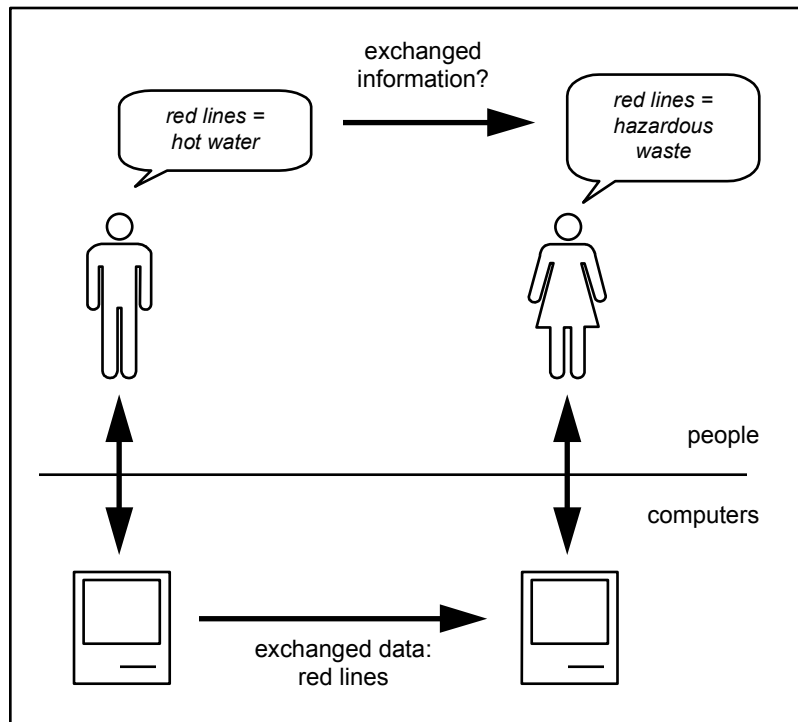 exchanged
information?
red lines =
hot water
red lines =
hazardous
waste
people
computers
exchanged data:
red lines